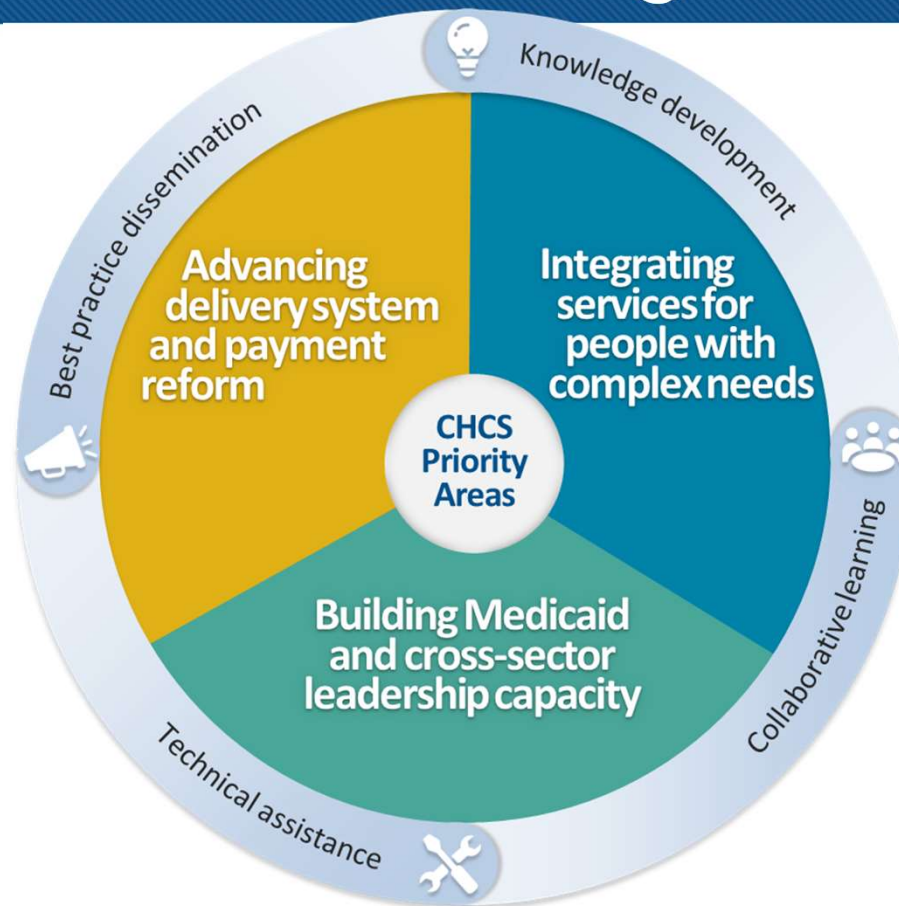 Knowledge development
Best practice dissemination
Advancing
delivery system
and payment
reform
Integrating
services for
people with
complex needs
CHCS
Priority
Areas
Building Medicaid
and cross-sector
leadership capacity
Collaborative learning
Technical assistance